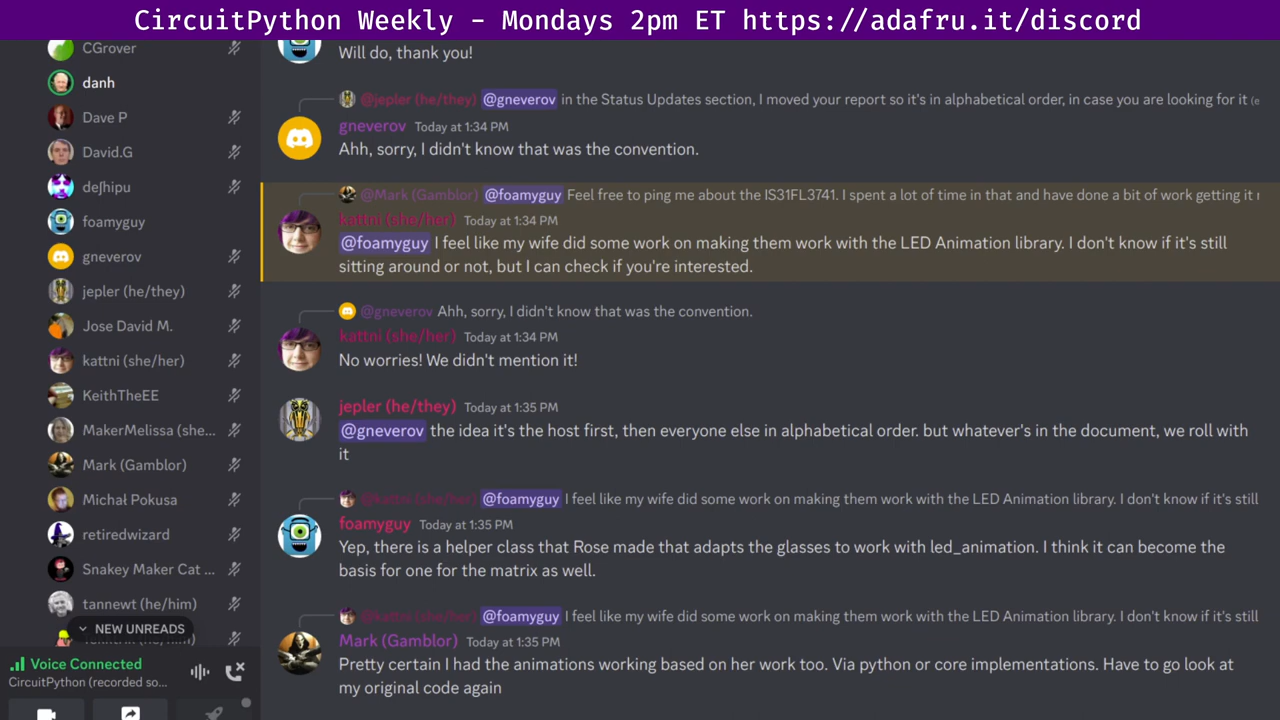 CircuitPython Weekly - Mondays 2pm ET https://adafru.it/discord
CGrover
danh
Dave P
David.G
deʃhipu
foamyguy
gneverov
jepler (he/they)
Jose David M.
kattni (she/her)
KeithTheEE
MakerMelissa (she...
Mark (Gamblor)
Michał Pokusa
retiredwizard
Snakey Maker Cat ...
tannewt (he/him)
NEW UNREADS
Voice Connected
CircuitPython (recorded so...
Will do, thank you!
@jepler (he/they) @gneverov in the Status Updates section, I moved your report so it's in alphabetical order, in case you are looking for it (e
gneverov Today at 1:34 PM
Ahh, sorry, I didn't know that was the convention.
@Mark (Gamblor) @foamyguy Feel free to ping me about the IS31FL3741. I spent a lot of time in that and have done a bit of work getting it
kattni (she/her) Today at 1:34 PM
@foamyguy I feel like my wife did some work on making them work with the LED Animation library. I don't know if it's still
sitting around or not, but I can check if you're interested.
@gneverov Ahh, sorry, I didn't know that was the convention.
kattni (she/her) Today at 1:34 PM
No worries! We didn't mention it!
jepler (he/they) Today at 1:35 PM
@gneverov the idea it's the host first, then everyone else in alphabetical order. but whatever's in the document, we roll with
it
@kattni (she/her) @foamyguy I feel like my wife did some work on making them work with the LED Animation library. I don't know if it's still
foamyguy Today at 1:35 PM
Yep, there is a helper class that Rose made that adapts the glasses to work with led_animation. I think it can become the
basis for one for the matrix as well.
@kattni (she/her) @foamyguy I feel like my wife did some work on making them work with the LED Animation library. I don't know if it's still
Mark (Gamblor) Today at 1:35 PM
Pretty certain I had the animations working based on her work too. Via python or core implementations. Have to go look at
my original code again